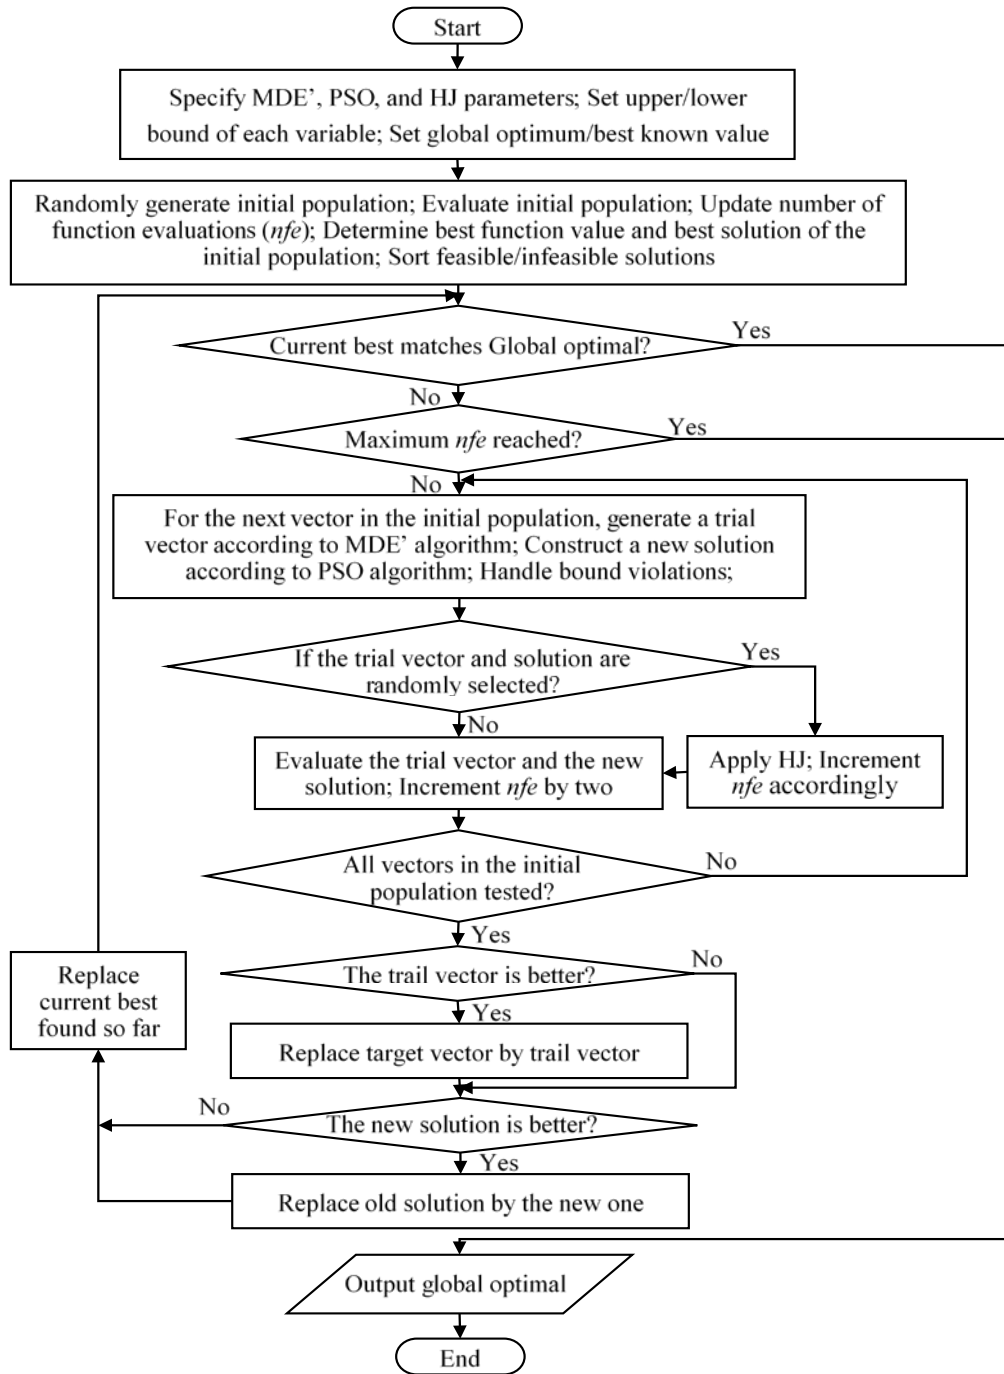 Start
Specify MDE’, PSO, and HJ parameters; Set upper/lower
bound of each variable; Set global optimum/best known value
Randomly generate initial population; Evaluate initial population; Update number of
function evaluations (nfe); Determine best function value and best solution of the
initial population; Sort feasible/infeasible solutions
Current best matches Global optimal?
Yes
No
Maximum nfe reached?
Yes
No
For the next vector in the initial population, generate a trial
vector according to MDE’ algorithm; Construct a new solution
according to PSO algorithm; Handle bound violations;
If the trial vector and solution are
randomly selected?
Yes
No
Evaluate the trial vector and the new
solution; Increment nfe by two
Apply HJ; Increment
nfe accordingly
All vectors in the initial
population tested?
No
Yes
The trail vector is better?
No
Yes
Replace
current best
found so far
Replace target vector by trail vector
The new solution is better?
No
Yes
Replace old solution by the new one
Output global optimal
End